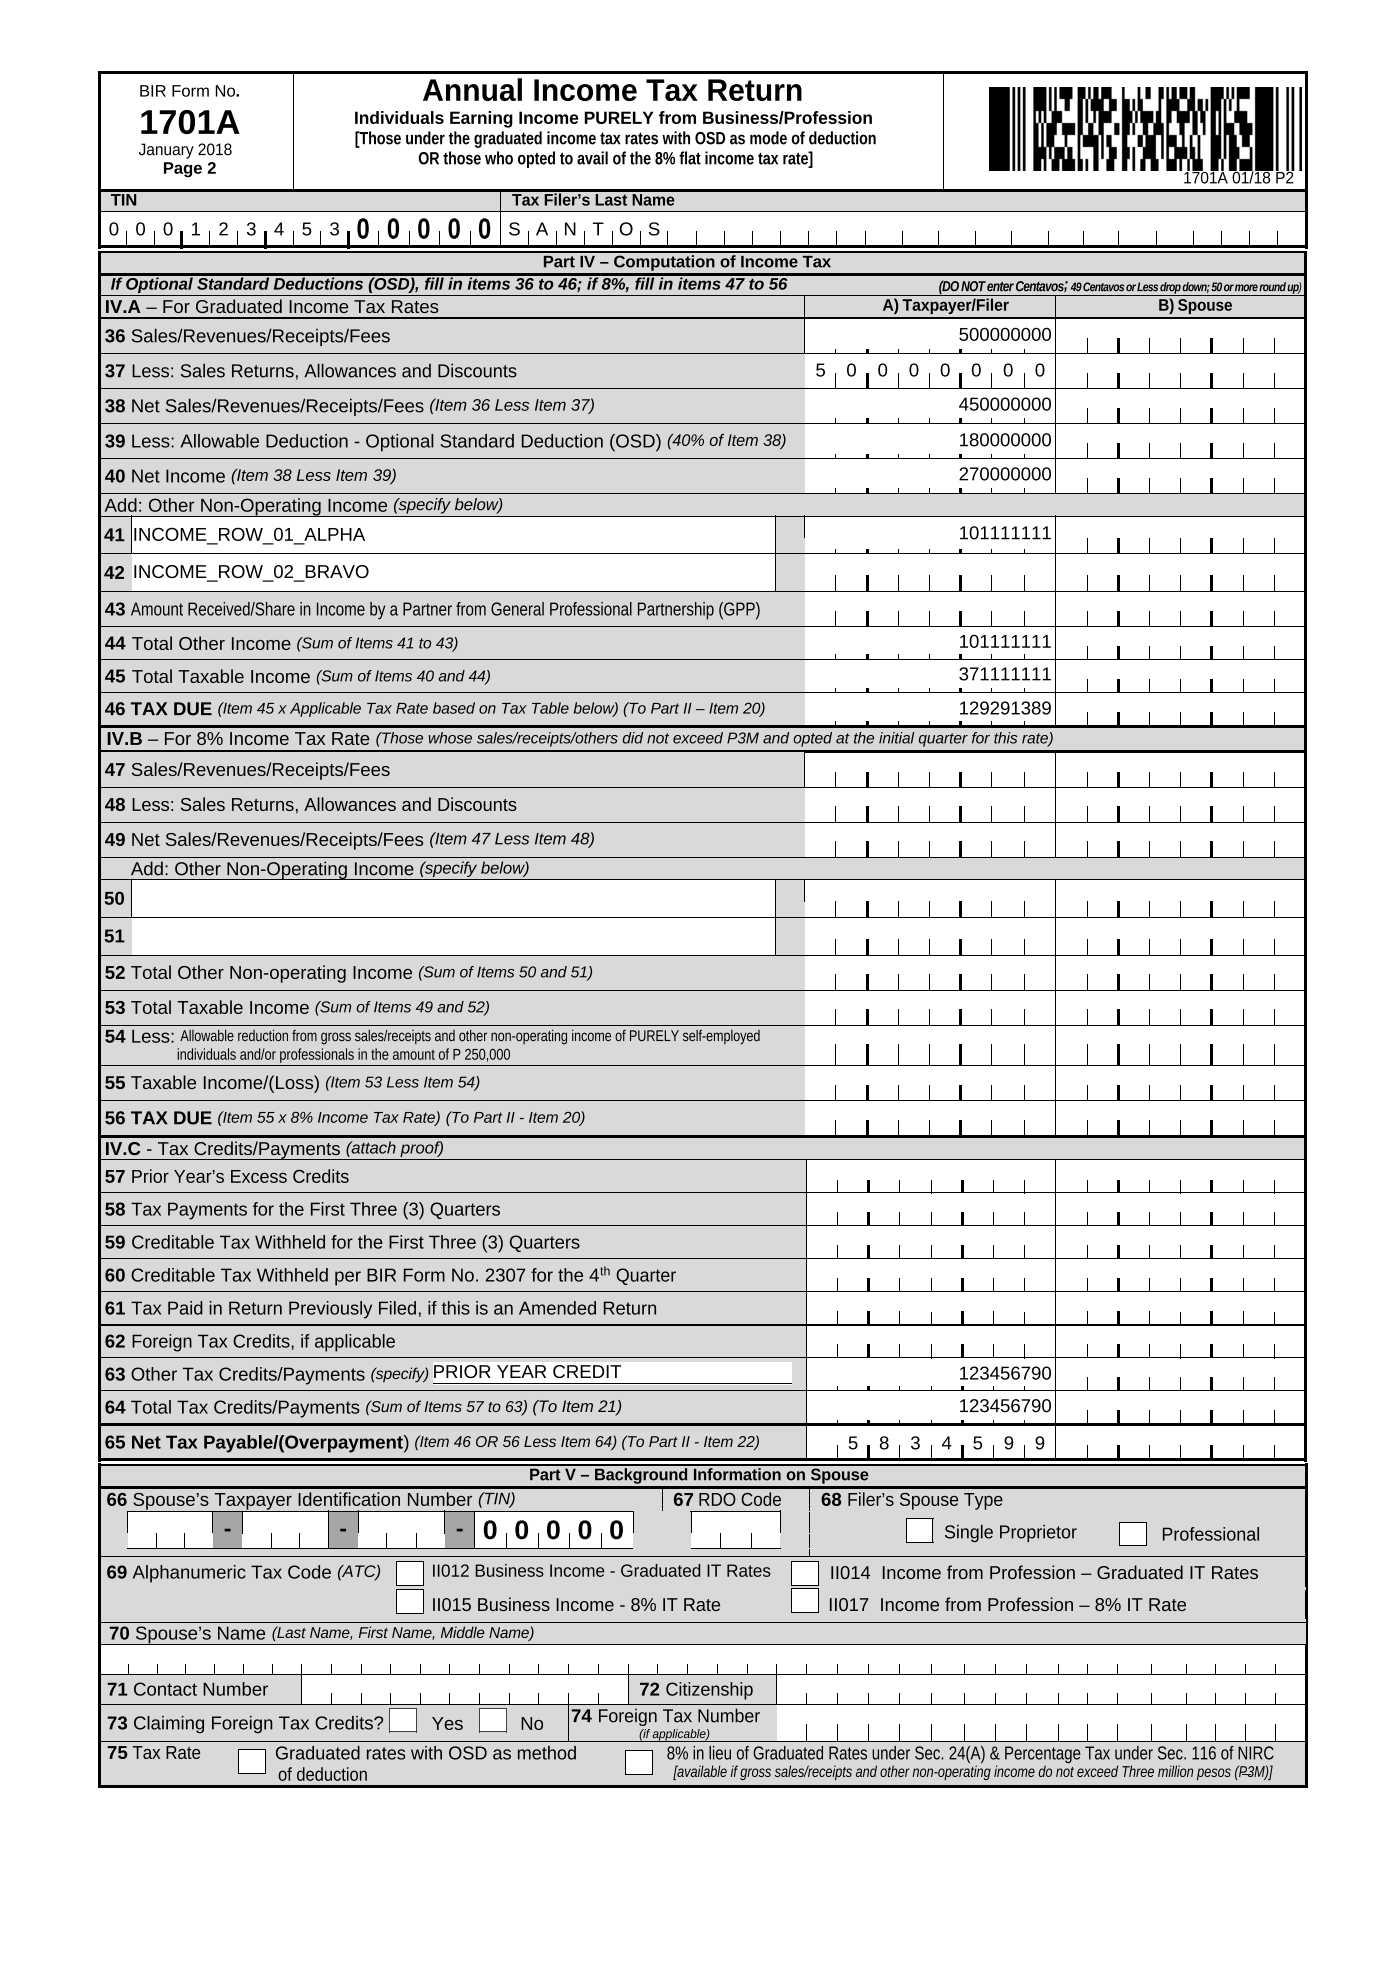 BIR Form No.
1701A
January 2018
Page 2
Annual Income Tax Return
Individuals Earning Income PURELY from Business/Profession
[Those under the graduated income tax rates with OSD as mode of deduction
OR those who opted to avail of the 8% flat income tax rate]
1701A 01/18 P2
TIN Tax Filer's Last Name
0 0 0 1 2 3 4 5 3 0 0 0 0 0 S A N T O S
Part IV – Computation of Income Tax
If Optional Standard Deductions (OSD), fill in items 36 to 46; if 8%, fill in items 47 to 56 (DO NOT enter Centavos; 49 Centavos or Less drop down; 50 or more round up)
IV.A – For Graduated Income Tax Rates A) Taxpayer/Filer B) Spouse
36 Sales/Revenues/Receipts/Fees 500000000
37 Less: Sales Returns, Allowances and Discounts 5 0 0 0 0 0 0 0
38 Net Sales/Revenues/Receipts/Fees (Item 36 Less Item 37) 450000000
39 Less: Allowable Deduction - Optional Standard Deduction (OSD) (40% of Item 38) 180000000
40 Net Income (Item 38 Less Item 39) 270000000
Add: Other Non-Operating Income (specify below)
41 INCOME_ROW_01_ALPHA 101111111
42 INCOME_ROW_02_BRAVO
43 Amount Received/Share in Income by a Partner from General Professional Partnership (GPP)
44 Total Other Income (Sum of Items 41 to 43) 101111111
45 Total Taxable Income (Sum of Items 40 and 44) 371111111
46 TAX DUE (Item 45 x Applicable Tax Rate based on Tax Table below) (To Part II – Item 20) 129291389
IV.B – For 8% Income Tax Rate (Those whose sales/receipts/others did not exceed P3M and opted at the initial quarter for this rate)
47 Sales/Revenues/Receipts/Fees
48 Less: Sales Returns, Allowances and Discounts
49 Net Sales/Revenues/Receipts/Fees (Item 47 Less Item 48)
Add: Other Non-Operating Income (specify below)
50
51
52 Total Other Non-operating Income (Sum of Items 50 and 51)
53 Total Taxable Income (Sum of Items 49 and 52)
54 Less: Allowable reduction from gross sales/receipts and other non-operating income of PURELY self-employed
individuals and/or professionals in the amount of P 250,000
55 Taxable Income/(Loss) (Item 53 Less Item 54)
56 TAX DUE (Item 55 x 8% Income Tax Rate) (To Part II - Item 20)
IV.C - Tax Credits/Payments (attach proof)
57 Prior Year's Excess Credits
58 Tax Payments for the First Three (3) Quarters
59 Creditable Tax Withheld for the First Three (3) Quarters
60 Creditable Tax Withheld per BIR Form No. 2307 for the 4th Quarter
61 Tax Paid in Return Previously Filed, if this is an Amended Return
62 Foreign Tax Credits, if applicable
63 Other Tax Credits/Payments (specify) PRIOR YEAR CREDIT 123456790
64 Total Tax Credits/Payments (Sum of Items 57 to 63) (To Item 21) 123456790
65 Net Tax Payable/(Overpayment) (Item 46 OR 56 Less Item 64) (To Part II - Item 22) 5 8 3 4 5 9 9
Part V – Background Information on Spouse
66 Spouse's Taxpayer Identification Number (TIN) 67 RDO Code 68 Filer's Spouse Type
- - - 0 0 0 0 0 Single Proprietor Professional
69 Alphanumeric Tax Code (ATC) II012 Business Income - Graduated IT Rates II014 Income from Profession – Graduated IT Rates
II015 Business Income - 8% IT Rate II017 Income from Profession – 8% IT Rate
70 Spouse's Name (Last Name, First Name, Middle Name)
71 Contact Number 72 Citizenship
73 Claiming Foreign Tax Credits? Yes No 74 Foreign Tax Number
(if applicable)
75 Tax Rate Graduated rates with OSD as method 8% in lieu of Graduated Rates under Sec. 24(A) & Percentage Tax under Sec. 116 of NIRC
of deduction [available if gross sales/receipts and other non-operating income do not exceed Three million pesos (P3M)]